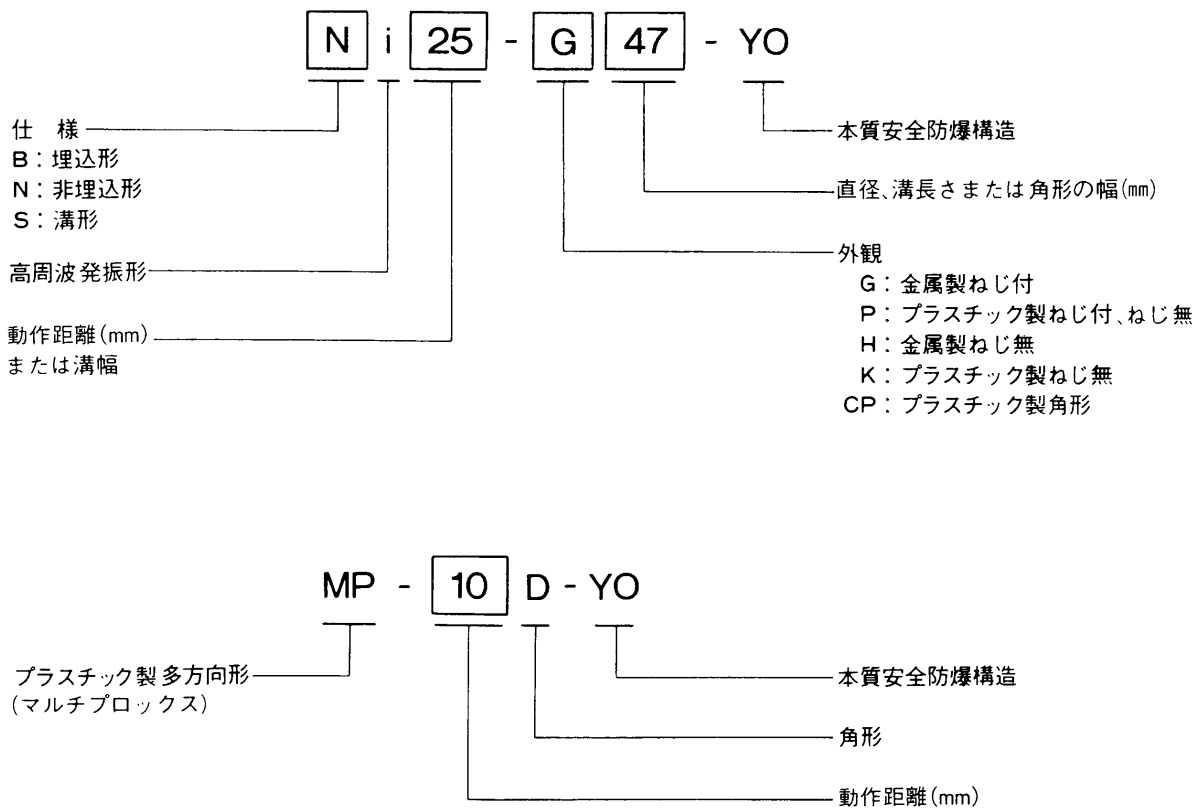 N i 25 - G 47 - YO
仕 様
B：埋込形
N：非埋込形
S：溝形
高周波発振形
動作距離(mm)
または溝幅
本質安全防爆構造
直径、溝長さまたは角形の幅(mm)
外観
G：金属製ねじ付
P：プラスチック製ねじ付、ねじ無
H：金属製ねじ無
K：プラスチック製ねじ無
CP：プラスチック製角形
MP - 10 D - YO
プラスチック製多方向形
(マルチプロックス)
本質安全防爆構造
角形
動作距離(mm)